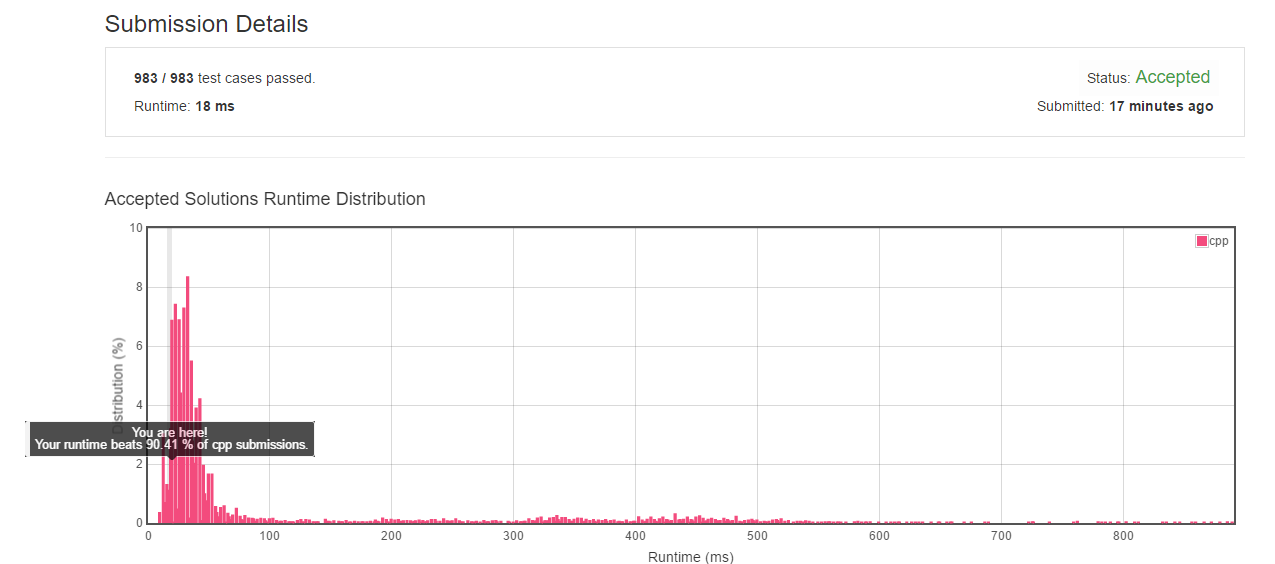 Submission Details
983 / 983 test cases passed.
Status: Accepted
Runtime: 18 ms
Submitted: 17 minutes ago
Accepted Solutions Runtime Distribution
cpp
10
8
6
4
2
0
Distribution (%)
You are here!
Your runtime beats 90.41 % of cpp submissions.
0
100
200
300
400
500
600
700
800
Runtime (ms)